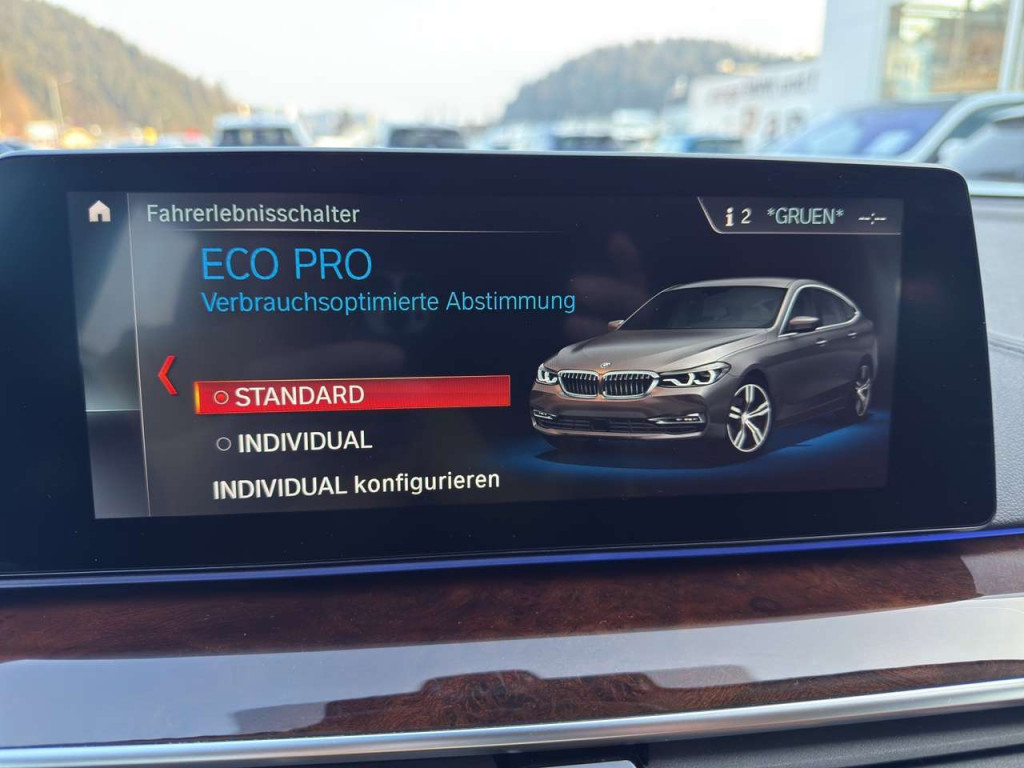 Fahrerlebnisschalter
2 *GRUEN* --:--
ECO PRO
Verbrauchsoptimierte Abstimmung
STANDARD
INDIVIDUAL
INDIVIDUAL konfigurieren